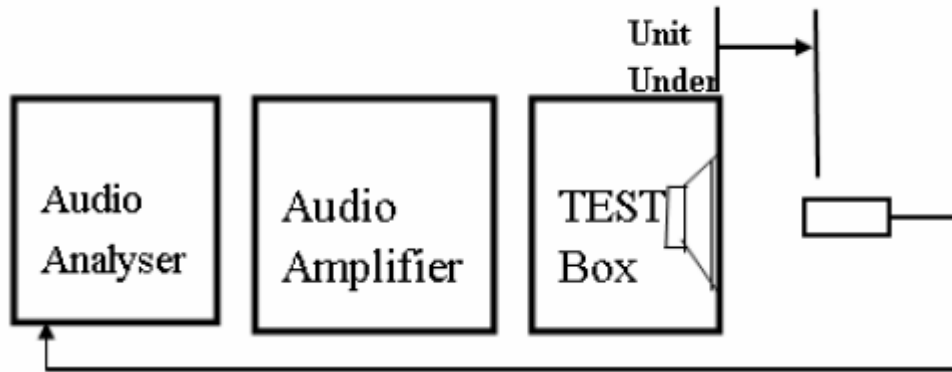 Unit
Under
Audio
Analyser
Audio
Amplifier
TEST
Box